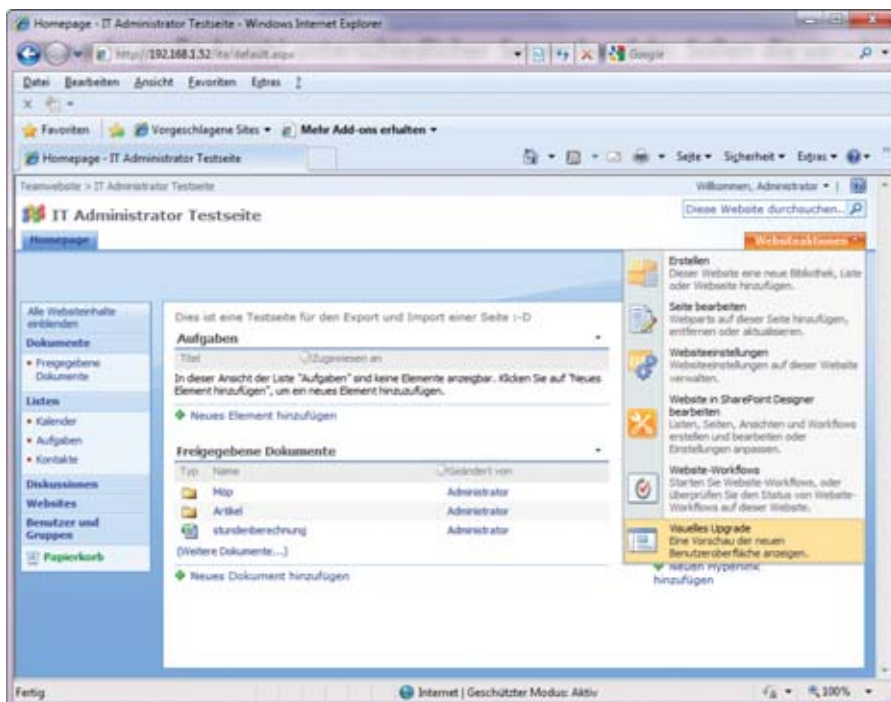 Homepage - IT Administrator Testseite - Windows Internet Explorer
http://192.168.1.52/ita/default.aspx
Google
Datei Bearbeiten Ansicht Favoriten Extras ?
Favoriten Vorgeschlagene Sites Mehr Add-ons erhalten
Homepage - IT Administrator Testseite
Seite Sicherheit Extras
Teamwebsite > IT Administrator Testseite
Willkommen, Administrator
IT Administrator Testseite
Diese Website durchsuchen...
Homepage
Websiteaktionen
Alle Websiteinhalte
einblenden
Dokumente
Freigegebene
Dokumente
Listen
Kalender
Aufgaben
Kontakte
Diskussionen
Websites
Benutzer und
Gruppen
Papierkorb
Dies ist eine Testseite für den Export und Import einer Seite :-D
Aufgaben
Titel Zugewiesen an
In dieser Ansicht der Liste "Aufgaben" sind keine Elemente anzeigbar. Klicken Sie auf "Neues
Element hinzufügen", um ein neues Element hinzuzufügen.
Neues Element hinzufügen
Freigegebene Dokumente
Typ Name Geändert von
Administrator
Artikel Administrator
stundenberechnung Administrator
(Weitere Dokumente...)
Neues Dokument hinzufügen
Erstellen
Dieser Website eine neue Bibliothek, Liste
oder Webseite hinzufügen.
Seite bearbeiten
Webparts auf dieser Seite hinzufügen,
entfernen oder aktualisieren.
Websiteeinstellungen
Websiteeinstellungen auf dieser Website
verwalten.
Website in SharePoint Designer
bearbeiten
Listen, Seiten, Ansichten und Workflows
erstellen und bearbeiten oder
Einstellungen anpassen.
Website-Workflows
Starten Sie Website-Workflows, oder
überprüfen Sie den Status von Website-
Workflows auf dieser Website.
Visuelles Upgrade
Eine Vorschau der neuen
Benutzeroberfläche anzeigen.
Neuen Hyperlink
hinzufügen
Fertig
Internet | Geschützter Modus: Aktiv
100%